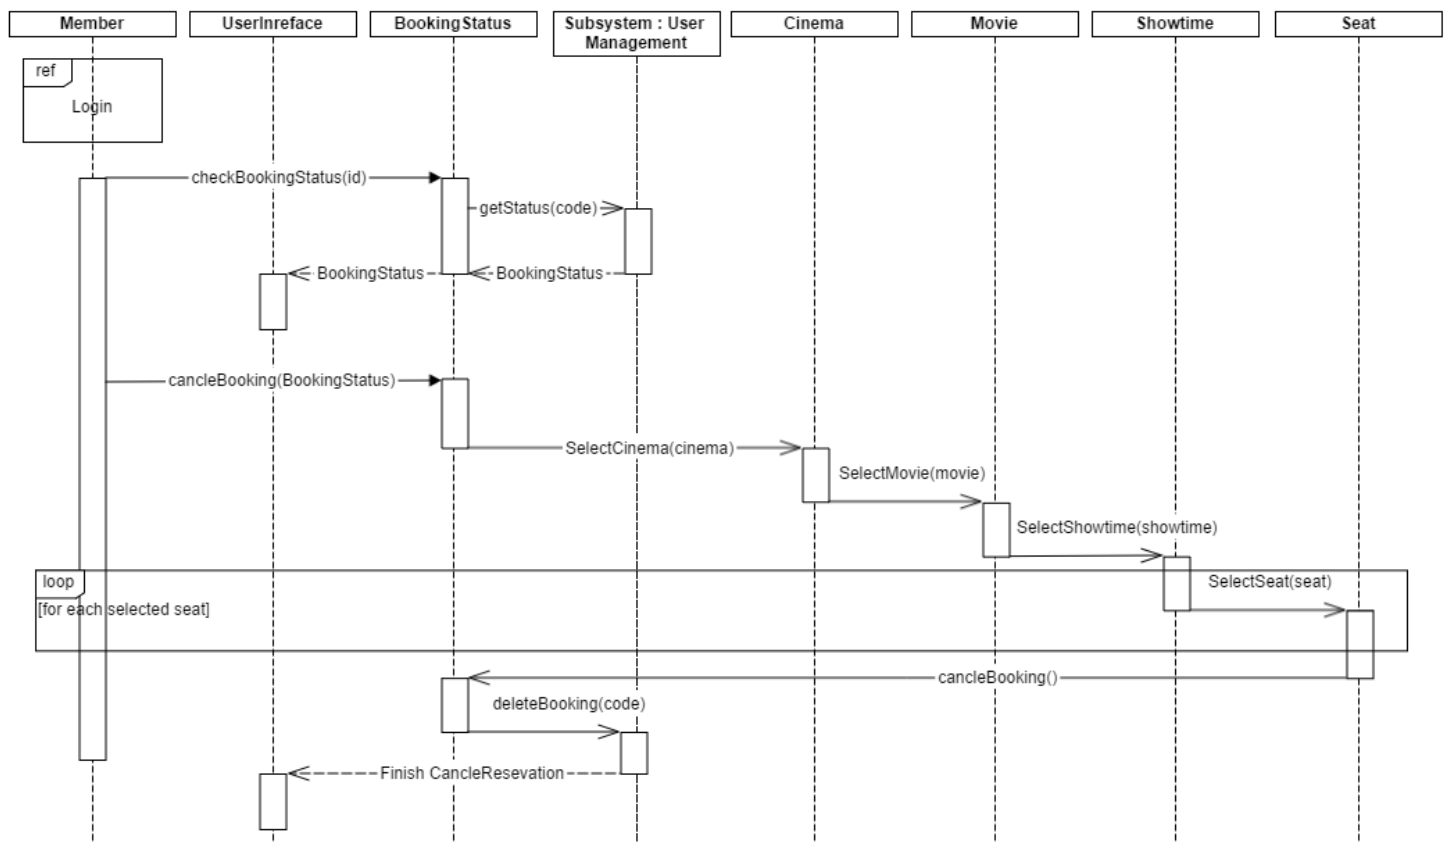 Member
UserInreface
BookingStatus
Subsystem : User
Management
Cinema
Movie
Showtime
Seat
ref
Login
checkBookingStatus(id)
getStatus(code)
BookingStatus
BookingStatus
cancleBooking(BookingStatus)
SelectCinema(cinema)
SelectMovie(movie)
SelectShowtime(showtime)
loop
SelectSeat(seat)
[for each selected seat]
cancleBooking()
deleteBooking(code)
Finish CancleResevation